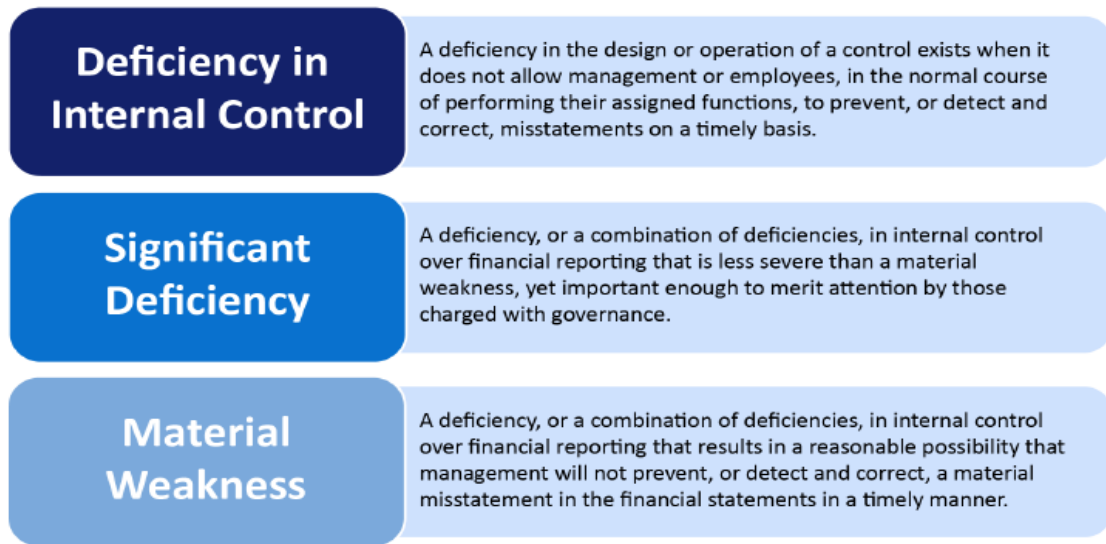 Deficiency in
Internal Control
A deficiency in the design or operation of a control exists when it
does not allow management or employees, in the normal course
of performing their assigned functions, to prevent, or detect and
correct, misstatements on a timely basis.
Significant
Deficiency
A deficiency, or a combination of deficiencies, in internal control
over financial reporting that is less severe than a material
weakness, yet important enough to merit attention by those
charged with governance.
Material
Weakness
A deficiency, or a combination of deficiencies, in internal control
over financial reporting that results in a reasonable possibility that
management will not prevent, or detect and correct, a material
misstatement in the financial statements in a timely manner.